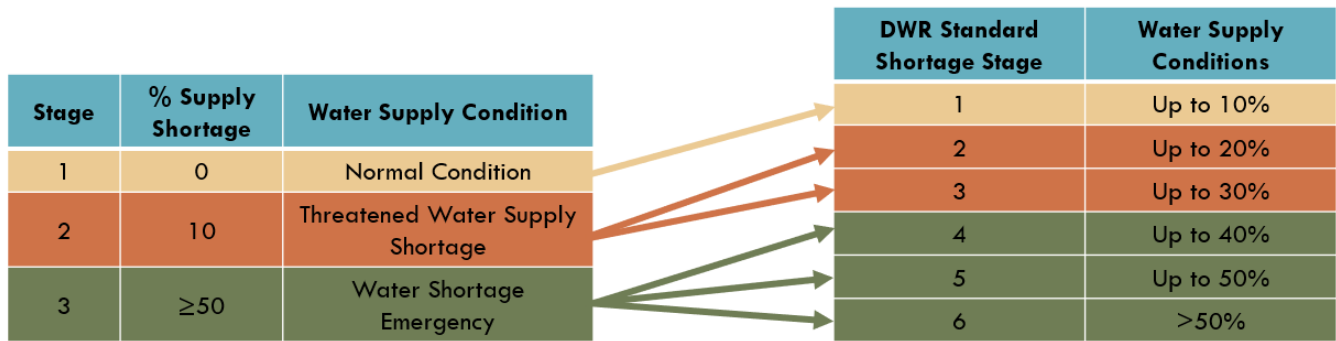 Stage
% Supply
Shortage
Water Supply Condition
1
0
Normal Condition
2
10
Threatened Water Supply
Shortage
3
≥50
Water Shortage
Emergency
DWR Standard
Shortage Stage
Water Supply
Conditions
1
Up to 10%
2
Up to 20%
3
Up to 30%
4
Up to 40%
5
Up to 50%
6
>50%